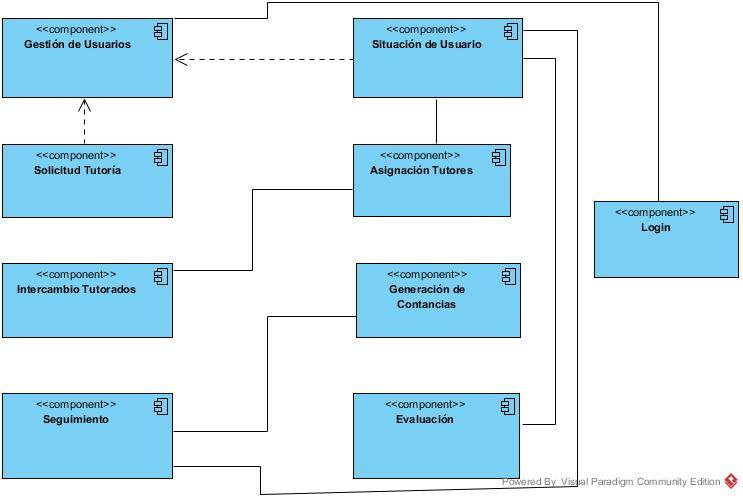 <<component>>
Gestión de Usuarios
<<component>>
Situación de Usuario
<<component>>
Solicitud Tutoría
<<component>>
Asignación Tutores
<<component>>
Login
<<component>>
Intercambio Tutorados
<<component>>
Generación de
Contancias
<<component>>
Seguimiento
<<component>>
Evaluación
Powered By Visual Paradigm Community Edition